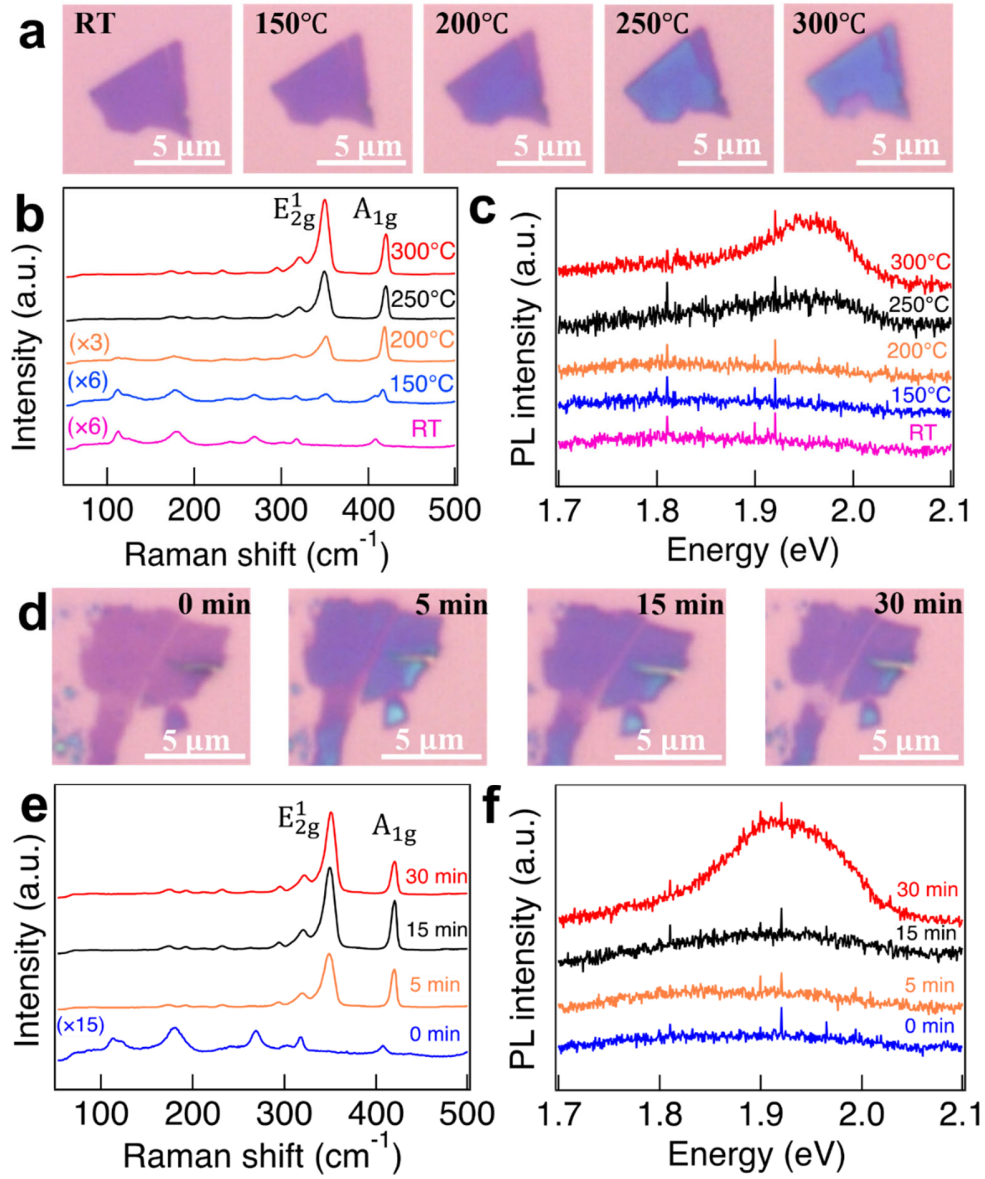 a
RT
150℃
200℃
250℃
300℃
5 µm
5 µm
5 µm
5 µm
5 µm
b
Intensity (a.u.)
E¹₂g
A₁g
300°C
250°C
(×3)
200°C
(×6)
150°C
(×6)
RT
100
200
300
400
500
Raman shift (cm⁻¹)
c
PL intensity (a.u.)
300°C
250°C
200°C
150°C
RT
1.7
1.8
1.9
2.0
2.1
Energy (eV)
d
0 min
5 min
15 min
30 min
5 µm
5 µm
5 µm
5 µm
e
Intensity (a.u.)
E¹₂g
A₁g
30 min
15 min
5 min
(×15)
0 min
100
200
300
400
500
Raman shift (cm⁻¹)
f
PL intensity (a.u.)
30 min
15 min
5 min
0 min
1.7
1.8
1.9
2.0
2.1
Energy (eV)